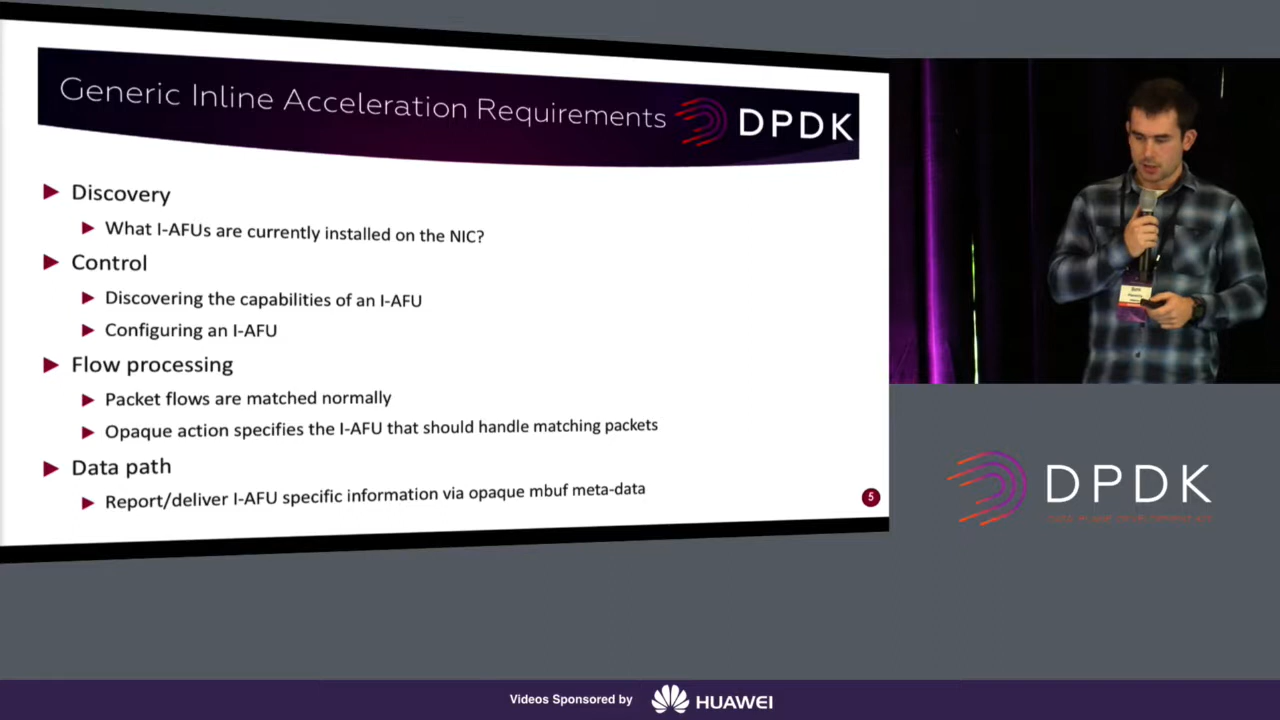 Generic Inline Acceleration Requirements
DPDK
Discovery
What I-AFUs are currently installed on the NIC?
Control
Discovering the capabilities of an I-AFU
Configuring an I-AFU
Flow processing
Packet flows are matched normally
Opaque action specifies the I-AFU that should handle matching packets
Data path
Report/deliver I-AFU specific information via opaque mbuf meta-data
5
DPDK
Videos Sponsored by
HUAWEI